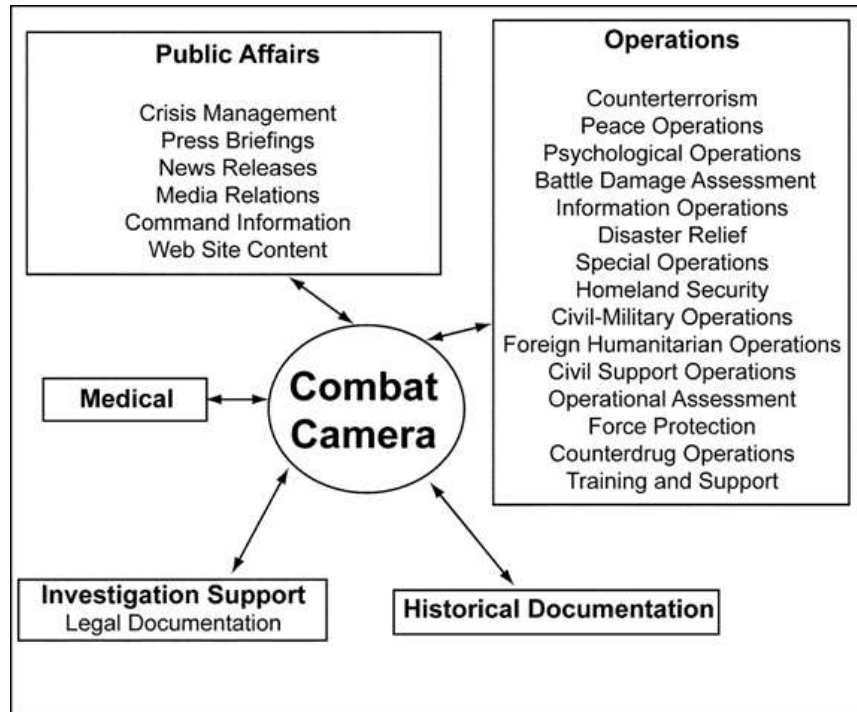 Public Affairs
Crisis Management
Press Briefings
News Releases
Media Relations
Command Information
Web Site Content
Operations
Counterterrorism
Peace Operations
Psychological Operations
Battle Damage Assessment
Information Operations
Disaster Relief
Special Operations
Homeland Security
Civil-Military Operations
Foreign Humanitarian Operations
Civil Support Operations
Operational Assessment
Force Protection
Counterdrug Operations
Training and Support
Medical
Combat
Camera
Investigation Support
Legal Documentation
Historical Documentation